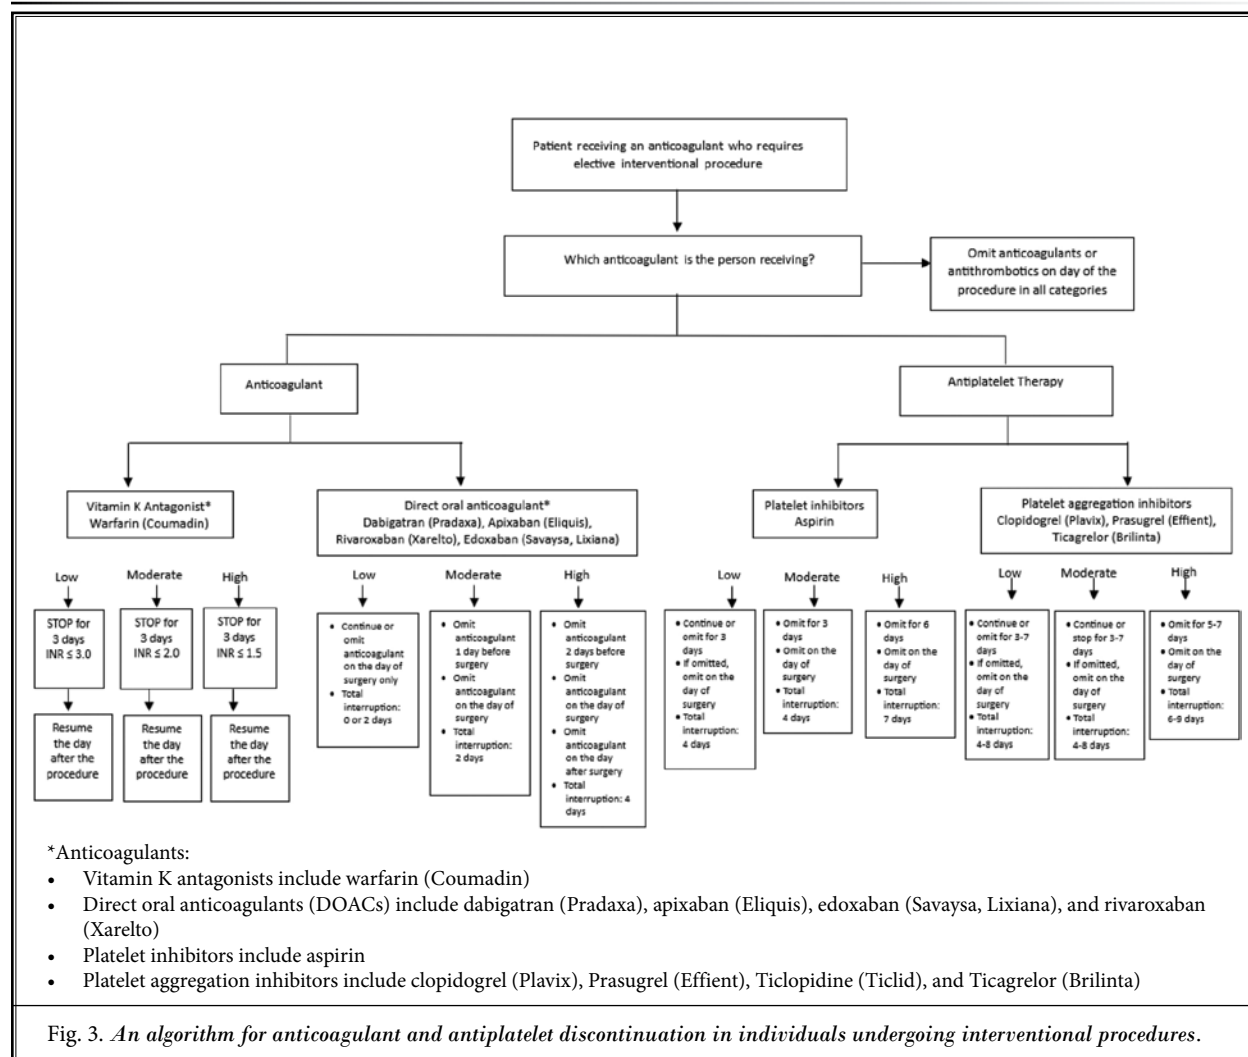 Patient receiving an anticoagulant who requires
elective interventional procedure
Which anticoagulant is the person receiving?
Omit anticoagulants or
antithrombotics on day of the
procedure in all categories
Anticoagulant
Antiplatelet Therapy
Vitamin K Antagonist*
Warfarin (Coumadin)
Direct oral anticoagulant*
Dabigatran (Pradaxa), Apixaban (Eliquis),
Rivaroxaban (Xarelto), Edoxaban (Savaysa, Lixiana)
Platelet inhibitors
Aspirin
Platelet aggregation inhibitors
Clopidogrel (Plavix), Prasugrel (Effient),
Ticagrelor (Brilinta)
Low
Moderate
High
Low
Moderate
High
Low
Moderate
High
Low
Moderate
High
STOP for
3 days
INR ≤ 3.0
STOP for
3 days
INR ≤ 2.0
STOP for
3 days
INR ≤ 1.5
Resume
the day
after the
procedure
Resume
the day
after the
procedure
Resume
the day
after the
procedure
• Continue or
omit
anticoagulant
on the day of
surgery only
• Total
interruption:
0 or 2 days
• Omit
anticoagulant
1 day before
surgery
• Omit
anticoagulant
on the day of
surgery
• Total
interruption:
2 days
• Omit
anticoagulant
2 days before
surgery
• Omit
anticoagulant
on the day of
surgery
• Omit
anticoagulant
on the day
after surgery
• Total
interruption: 4
days
• Continue or
omit for 3
days
• If omitted,
omit on the
day of
surgery
• Total
interruption:
4 days
• Omit for 3
days
• Omit on the
day of
surgery
• Total
interruption:
4 days
• Omit for 6
days
• Omit on the
day of
surgery
• Total
interruption:
7 days
• Continue or
omit for 3-7
days
• If omitted,
omit on the
day of
surgery
• Total
interruption:
4-8 days
• Continue or
stop for 3-7
days
• If omitted,
omit on the
day of
surgery
• Total
interruption:
4-8 days
• Omit for 5-7
days
• Omit on the
day of
surgery
• Total
interruption:
6-9 days
*Anticoagulants:
• Vitamin K antagonists include warfarin (Coumadin)
• Direct oral anticoagulants (DOACs) include dabigatran (Pradaxa), apixaban (Eliquis), edoxaban (Savaysa, Lixiana), and rivaroxaban
(Xarelto)
• Platelet inhibitors include aspirin
• Platelet aggregation inhibitors include clopidogrel (Plavix), Prasugrel (Effient), Ticlopidine (Ticlid), and Ticagrelor (Brilinta)
Fig. 3. An algorithm for anticoagulant and antiplatelet discontinuation in individuals undergoing interventional procedures.